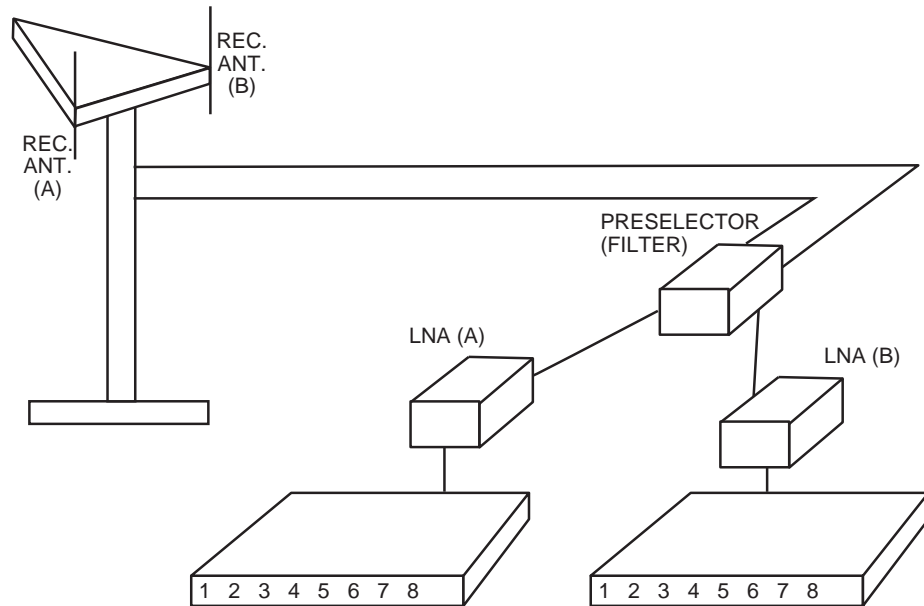 REC.
ANT.
(B)
REC.
ANT.
(A)
PRESELECTOR
(FILTER)
LNA (A)
LNA (B)
1 2 3 4 5 6 7 8
1 2 3 4 5 6 7 8